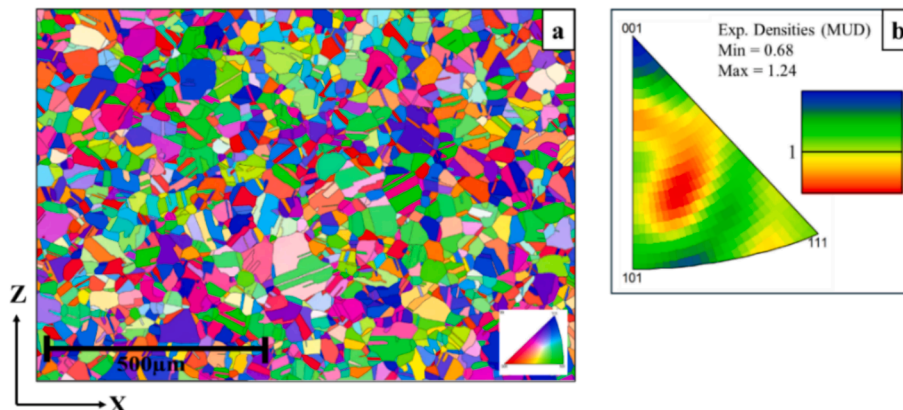 a
Z
500μm
X
b
Exp. Densities (MUD)
Min = 0.68
Max = 1.24
001
1
111
101